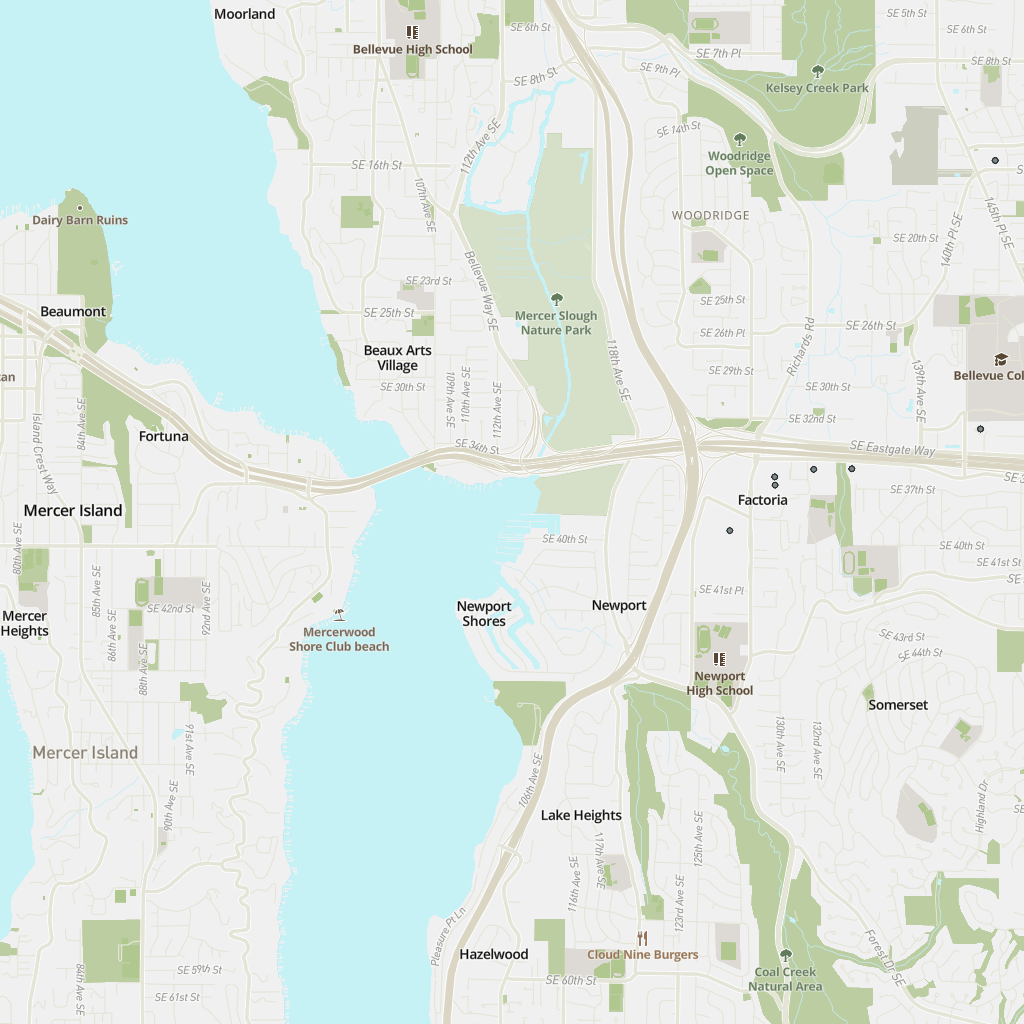 Moorland
SE 5th St
SE 6th St
SE 6th St
Bellevue High School
SE 7th Pl
SE 8th St
SE 9th Pl
SE 8th St
Kelsey Creek Park
112th Ave SE
SE 14th St
SE 16th St
Woodridge
Open Space
107th Ave SE
145th Pl SE
Dairy Barn Ruins
WOODRIDGE
140th Pl SE
SE 20th St
Bellevue Way SE
SE 23rd St
SE 25th St
Beaumont
SE 25th St
Mercer Slough
Nature Park
SE 26th St
SE 26th Pl
Richards Rd
Beaux Arts
Village
118th Ave SE
139th Ave SE
SE 29th St
Bellevue Col
SE 30th St
SE 30th St
109th Ave SE
110th Ave SE
112th Ave SE
84th Ave SE
Island Crest Way
SE 32nd St
Fortuna
SE 34th St
SE Eastgate Way
SE 37th St
Factoria
Mercer Island
80th Ave SE
SE 40th St
SE 40th St
SE 41st St
85th Ave SE
SE 41st Pl
86th Ave SE
SE 42nd St
92nd Ave SE
Mercer
Heights
Newport
Shores
Newport
Mercerwood
Shore Club beach
SE 43rd St
SE 44th St
88th Ave SE
Newport
High School
Somerset
91st Ave SE
130th Ave SE
132nd Ave SE
Mercer Island
106th Ave SE
Highland Dr
90th Ave SE
Lake Heights
117th Ave SE
125th Ave SE
116th Ave SE
123rd Ave SE
Pleasure Pt Ln
Hazelwood
Cloud Nine Burgers
Forest Dr SE
SE 59th St
84th Ave SE
SE 60th St
Coal Creek
Natural Area
SE 61st St